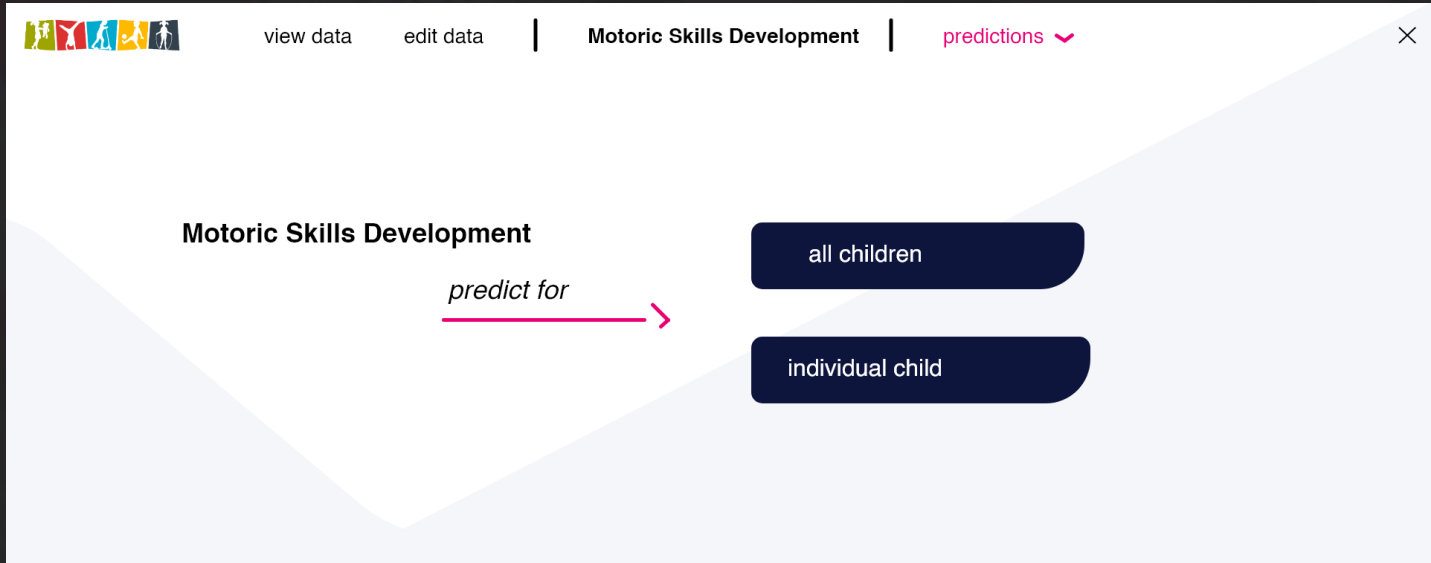 view data edit data Motoric Skills Development predictions
Motoric Skills Development
predict for
all children
individual child